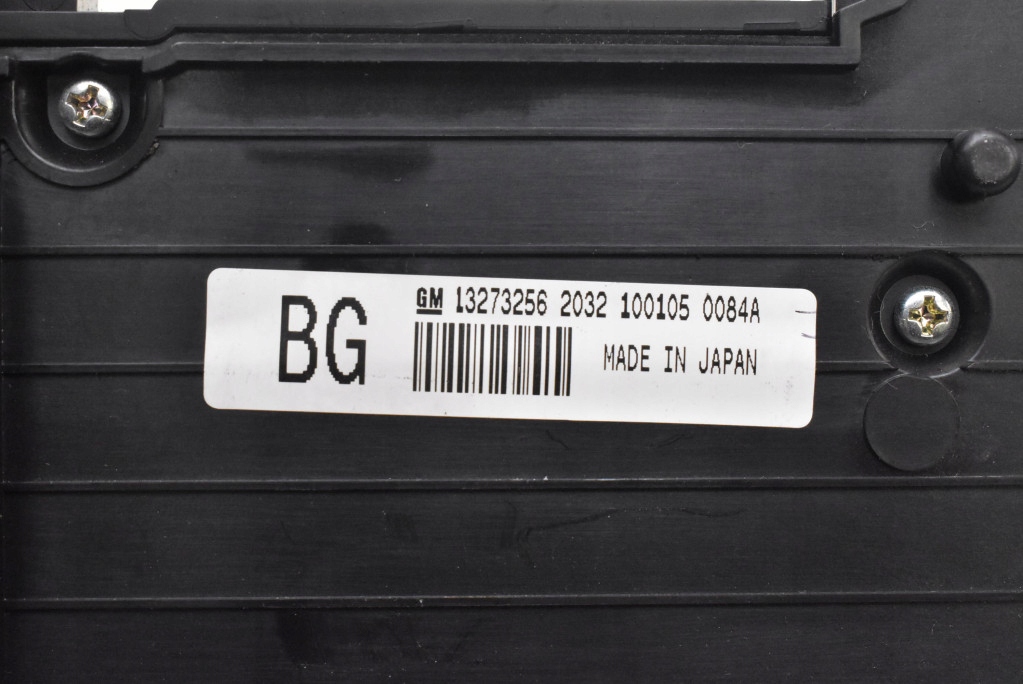 BG
GM 13273256 2032 100105 0084A
MADE IN JAPAN